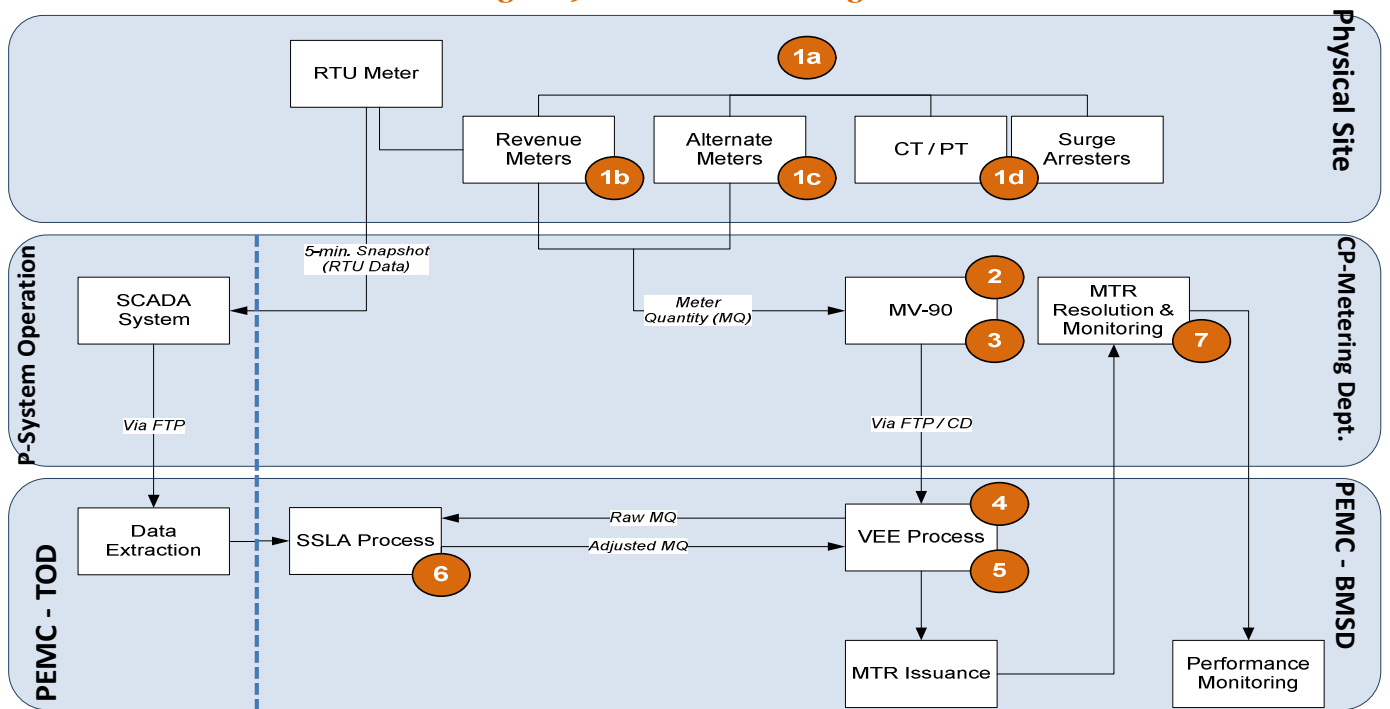 Physical Site
1a
RTU Meter
Revenue
Meters
1b
Alternate
Meters
1c
CT / PT
1d
Surge
Arresters
P-System Operation
CP-Metering Dept.
5-min. Snapshot
(RTU Data)
SCADA
System
Meter
Quantity (MQ)
MV-90
2
3
MTR
Resolution &
Monitoring
7
Via FTP
Via FTP / CD
PEMC - TOD
PEMC - BMSD
Data
Extraction
SSLA Process
6
Raw MQ
Adjusted MQ
VEE Process
4
5
MTR Issuance
Performance
Monitoring